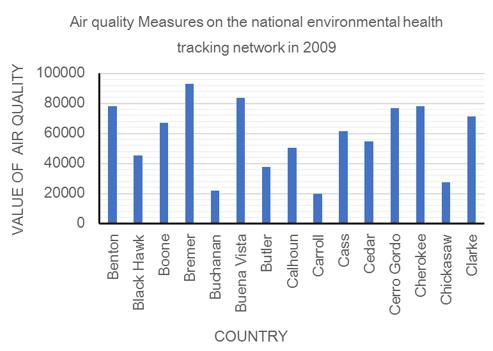 Air quality Measures on the national environmental health
tracking network in 2009
VALUE OF AIR QUALITY
100000
80000
60000
40000
20000
0
Benton
Black Hawk
Boone
Bremer
Buchanan
Buena Vista
Butler
Calhoun
Carroll
Cass
Cedar
Cerro Gordo
Cherokee
Chickasaw
Clarke
COUNTRY